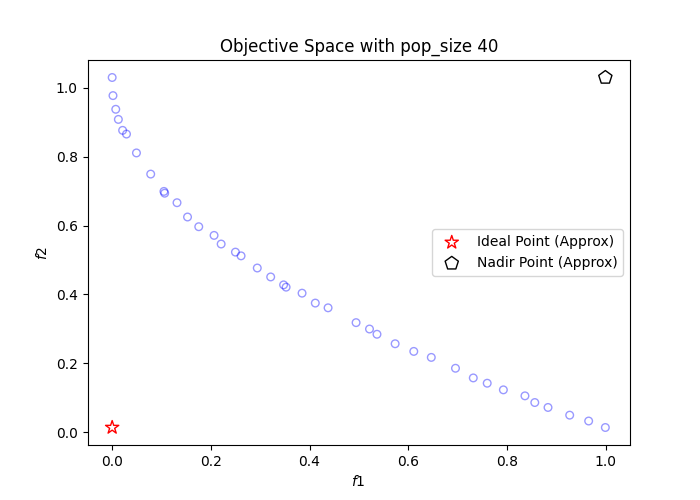 Objective Space with pop_size 40
1.0
0.8
0.6
0.4
0.2
0.0
f2
Ideal Point (Approx)
Nadir Point (Approx)
0.0 0.2 0.4 0.6 0.8 1.0
f1